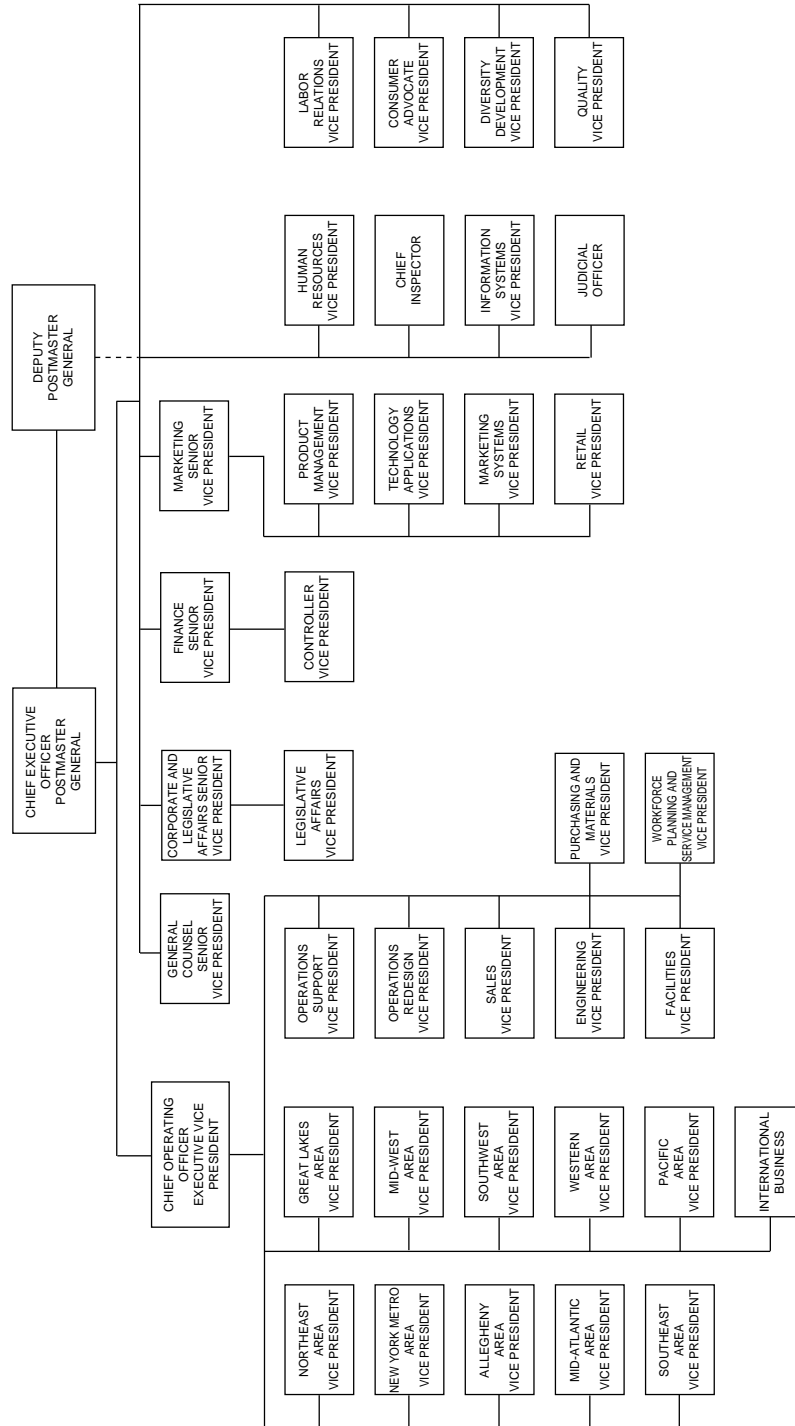 CHIEF EXECUTIVE
OFFICER
POSTMASTER
GENERAL
DEPUTY
POSTMASTER
GENERAL
CHIEF OPERATING
OFFICER
EXECUTIVE VICE
PRESIDENT
GENERAL
COUNSEL
SENIOR
VICE PRESIDENT
CORPORATE AND
LEGISLATIVE
AFFAIRS SENIOR
VICE PRESIDENT
FINANCE
SENIOR
VICE PRESIDENT
MARKETING
SENIOR
VICE PRESIDENT
NORTHEAST
AREA
VICE PRESIDENT
GREAT LAKES
AREA
VICE PRESIDENT
OPERATIONS
SUPPORT
VICE PRESIDENT
LEGISLATIVE
AFFAIRS
VICE PRESIDENT
CONTROLLER
VICE PRESIDENT
PRODUCT
MANAGEMENT
VICE PRESIDENT
HUMAN
RESOURCES
VICE PRESIDENT
LABOR
RELATIONS
VICE PRESIDENT
NEW YORK METRO
AREA
VICE PRESIDENT
MID-WEST
AREA
VICE PRESIDENT
OPERATIONS
REDESIGN
VICE PRESIDENT
TECHNOLOGY
APPLICATIONS
VICE PRESIDENT
CHIEF
INSPECTOR
CONSUMER
ADVOCATE
VICE PRESIDENT
ALLEGHENY
AREA
VICE PRESIDENT
SOUTHWEST
AREA
VICE PRESIDENT
SALES
VICE PRESIDENT
MARKETING
SYSTEMS
VICE PRESIDENT
INFORMATION
SYSTEMS
VICE PRESIDENT
DIVERSITY
DEVELOPMENT
VICE PRESIDENT
MID-ATLANTIC
AREA
VICE PRESIDENT
WESTERN
AREA
VICE PRESIDENT
ENGINEERING
VICE PRESIDENT
PURCHASING AND
MATERIALS
VICE PRESIDENT
RETAIL
VICE PRESIDENT
JUDICIAL
OFFICER
QUALITY
VICE PRESIDENT
SOUTHEAST
AREA
VICE PRESIDENT
PACIFIC
AREA
VICE PRESIDENT
FACILITIES
VICE PRESIDENT
WORKFORCE
PLANNING AND
SERVICE MANAGEMENT
VICE PRESIDENT
INTERNATIONAL
BUSINESS